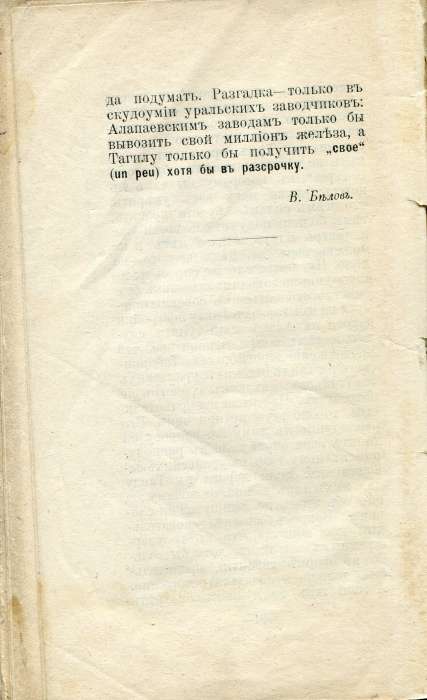 да подумать. Разгадка—только въ
скудоуміи уральскихъ заводчиковъ:
Алапаевскимъ заводамъ только бы
вывозить свой милліонъ желѣза, а
Тагилу только бы получить „свое“
(un peu) хотя бы въ разсрочку.
В. Бѣловъ.